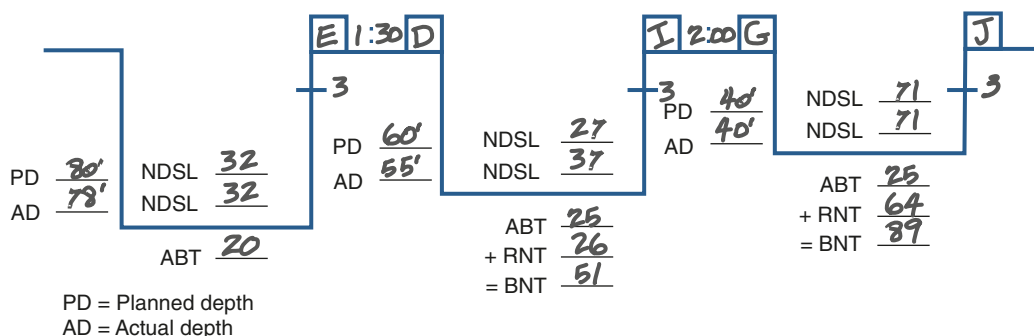 E 1:30 D
3
PD 80'
AD 78'
NDSL 32
NDSL 32
ABT 20
PD 60'
AD 55'
I 2:00 G
3
NDSL 27
NDSL 37
ABT 25
+ RNT 26
= BNT 51
PD 40'
AD 40'
J
3
NDSL 71
NDSL 71
ABT 25
+ RNT 64
= BNT 89
PD = Planned depth
AD = Actual depth